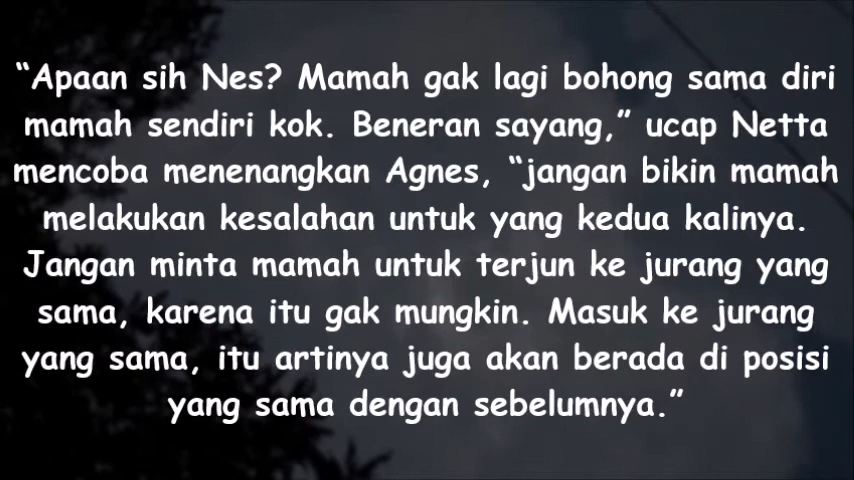 “Apaan sih Nes? Mamah gak lagi bohong sama diri
mamah sendiri kok. Beneran sayang,” ucap Netta
mencoba menenangkan Agnes, “jangan bikin mamah
melakukan kesalahan untuk yang kedua kalinya.
Jangan minta mamah untuk terjun ke jurang yang
sama, karena itu gak mungkin. Masuk ke jurang
yang sama, itu artinya juga akan berada di posisi
yang sama dengan sebelumnya.”